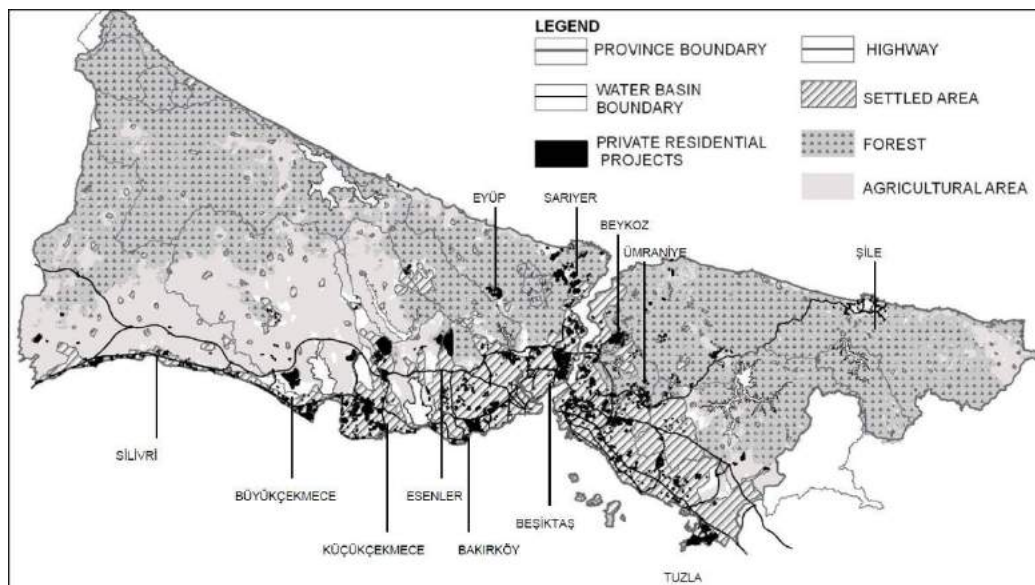 LEGEND
PROVINCE BOUNDARY
WATER BASIN
BOUNDARY
PRIVATE RESIDENTIAL
PROJECTS
HIGHWAY
SETTLED AREA
FOREST
AGRICULTURAL AREA
EYÜP
SARIYER
BEYKOZ
ÜMRANİYE
ŞİLE
SİLİVRİ
BÜYÜKÇEKMECE
ESENLER
BEŞİKTAŞ
KÜÇÜKÇEKMECE
BAKIRKÖY
TUZLA